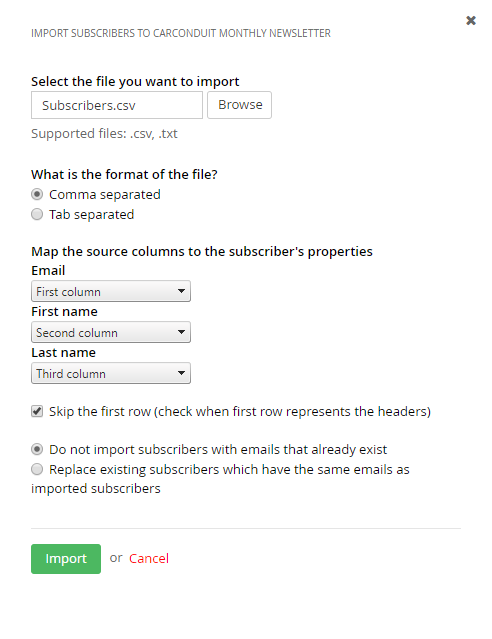 IMPORT SUBSCRIBERS TO CARCONDUIT MONTHLY NEWSLETTER
Select the file you want to import
Subscribers.csv Browse
Supported files: .csv, .txt
What is the format of the file?
Comma separated
Tab separated
Map the source columns to the subscriber's properties
Email
First column
First name
Second column
Last name
Third column
Skip the first row (check when first row represents the headers)
Do not import subscribers with emails that already exist
Replace existing subscribers which have the same emails as
imported subscribers
Import or Cancel